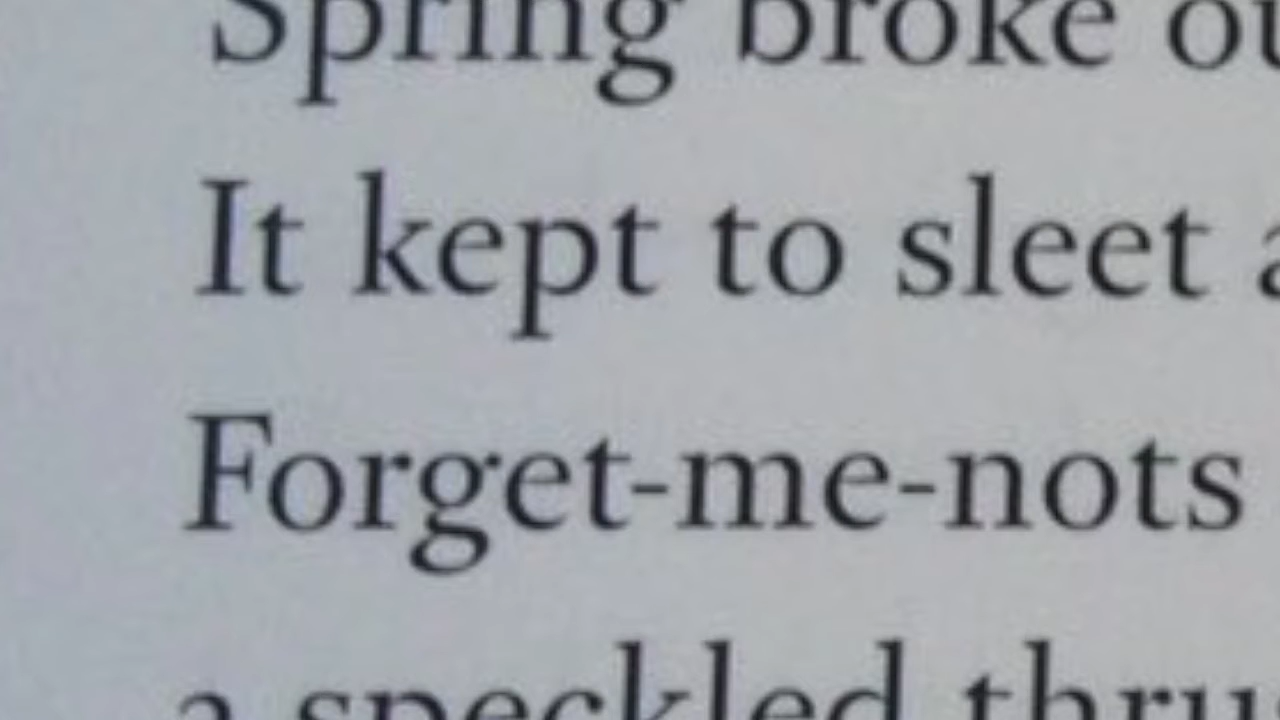 Spring broke
It kept to sleet
Forget-me-nots
a speckled